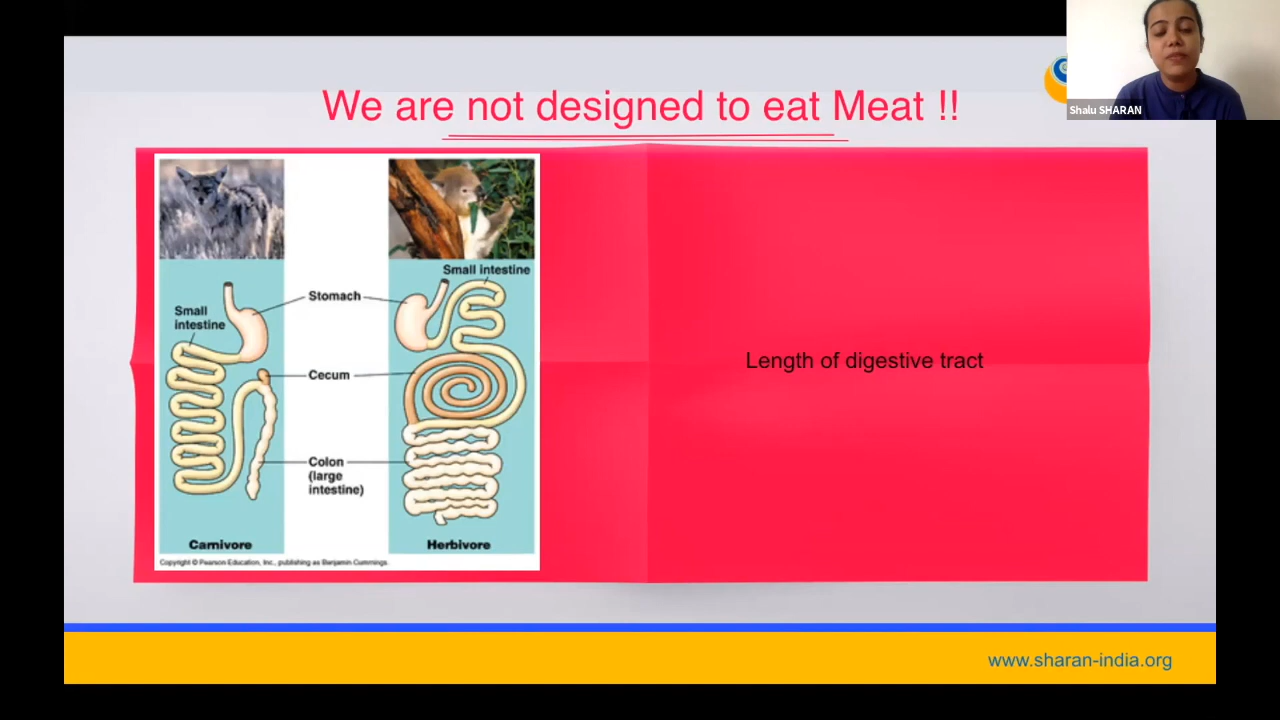 Shalu SHARAN
We are not designed to eat Meat !!
Small intestine
Stomach
Small
intestine
Cecum
Length of digestive tract
Colon
(large
intestine)
Carnivore
Herbivore
Copyright © Pearson Education, Inc., publishing as Benjamin Cummings.
www.sharan-india.org